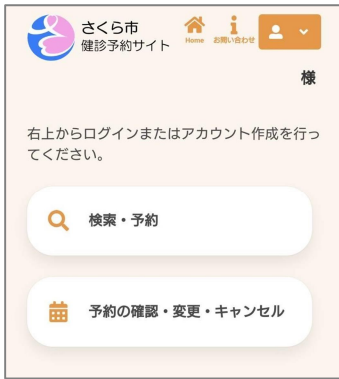 さくら市
健診予約サイト
Home
お問い合わせ
様
右上からログインまたはアカウント作成を行っ
てください。
検索・予約
予約の確認・変更・キャンセル